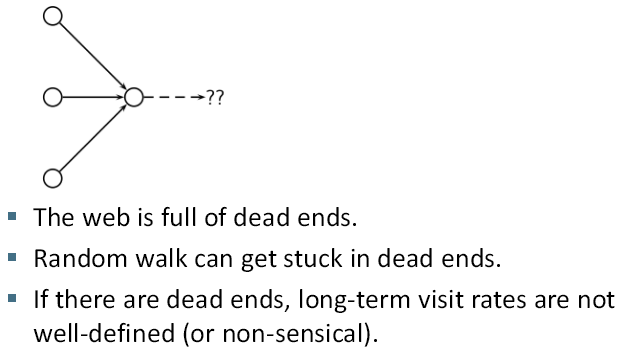 ??
The web is full of dead ends.
Random walk can get stuck in dead ends.
If there are dead ends, long-term visit rates are not
well-defined (or non-sensical).